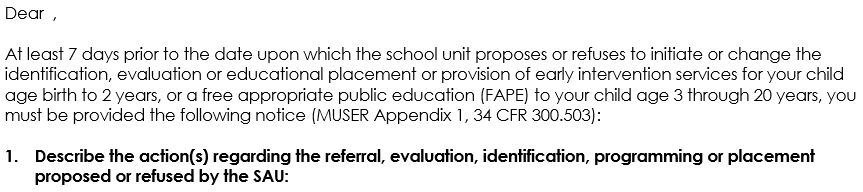 Dear ,
At least 7 days prior to the date upon which the school unit proposes or refuses to initiate or change the
identification, evaluation or educational placement or provision of early intervention services for your child
age birth to 2 years, or a free appropriate public education (FAPE) to your child age 3 through 20 years, you
must be provided the following notice (MUSER Appendix 1, 34 CFR 300.503):
1. Describe the action(s) regarding the referral, evaluation, identification, programming or placement
proposed or refused by the SAU: